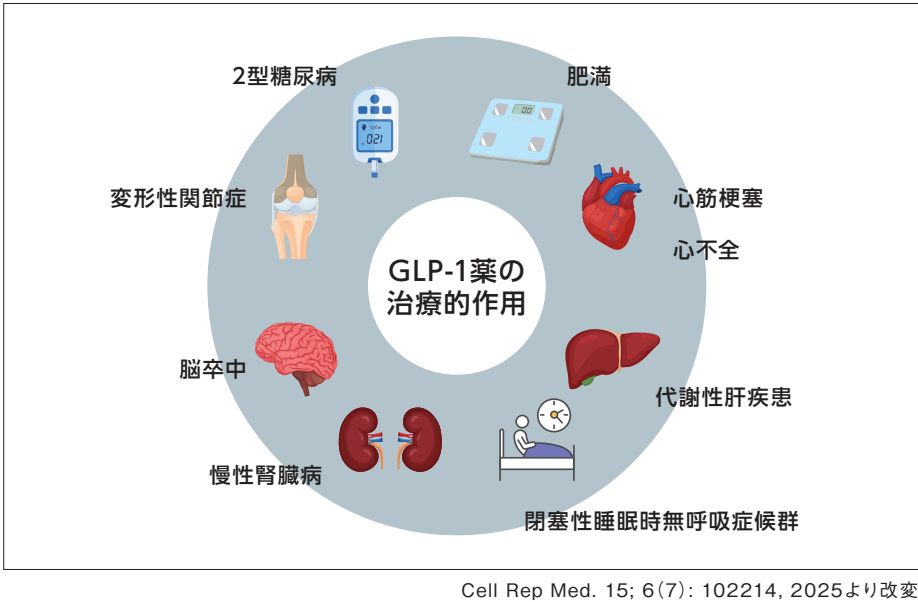 2型糖尿病
肥満
変形性関節症
心筋梗塞
心不全
GLP-1薬の
治療的作用
脳卒中
代謝性肝疾患
慢性腎臓病
閉塞性睡眠時無呼吸症候群
Cell Rep Med. 15; 6(7): 102214, 2025より改変